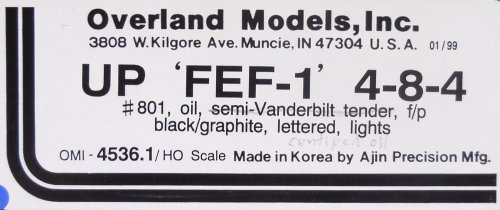 Overland Models, Inc.
3808 W. Kilgore Ave. Muncie, IN 47304 U. S. A. 01/99
UP 'FEF-1' 4-8-4
#801, oil, semi-Vanderbilt tender, f/p
centipede oil
black/graphite, lettered, lights
OMI - 4536.1 / HO Scale Made in Korea by Ajin Precision Mfg.